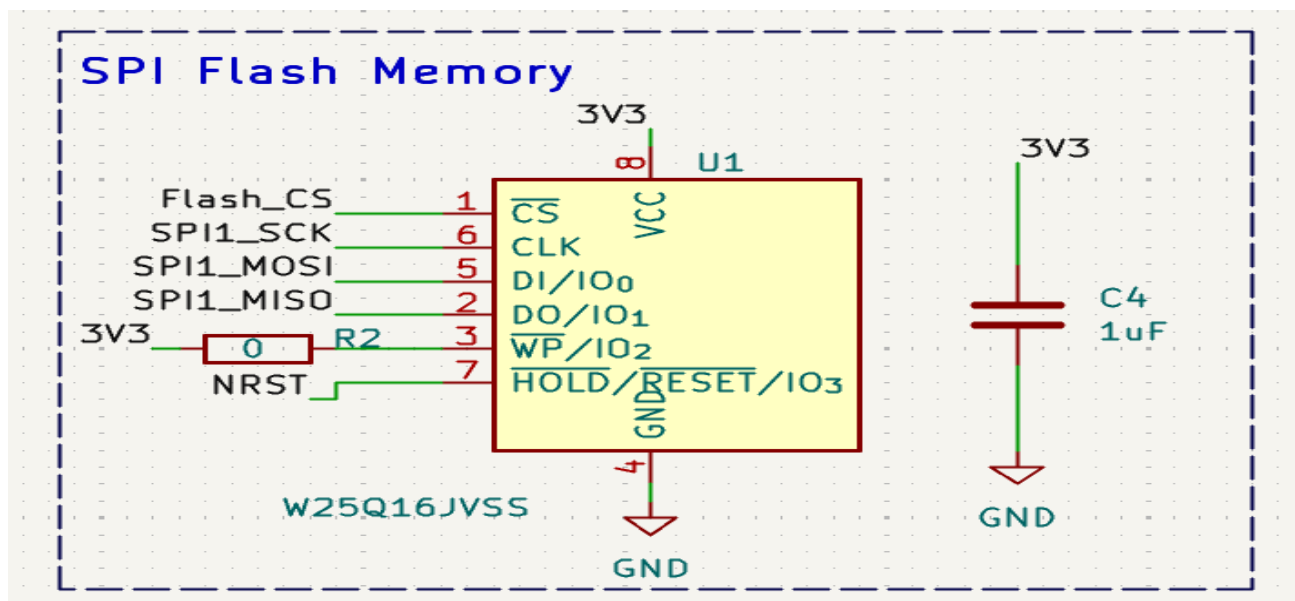 SPI Flash Memory
3V3
8
U1
Flash_CS
1
CS
VCC
SPI1_SCK
6
CLK
SPI1_MOSI
5
DI/IO0
SPI1_MISO
2
DO/IO1
3V3
0
R2
3
WP/IO2
NRST
7
HOLD/RESET/IO3
GND
4
W25Q16JVSS
GND
3V3
C4
1uF
GND